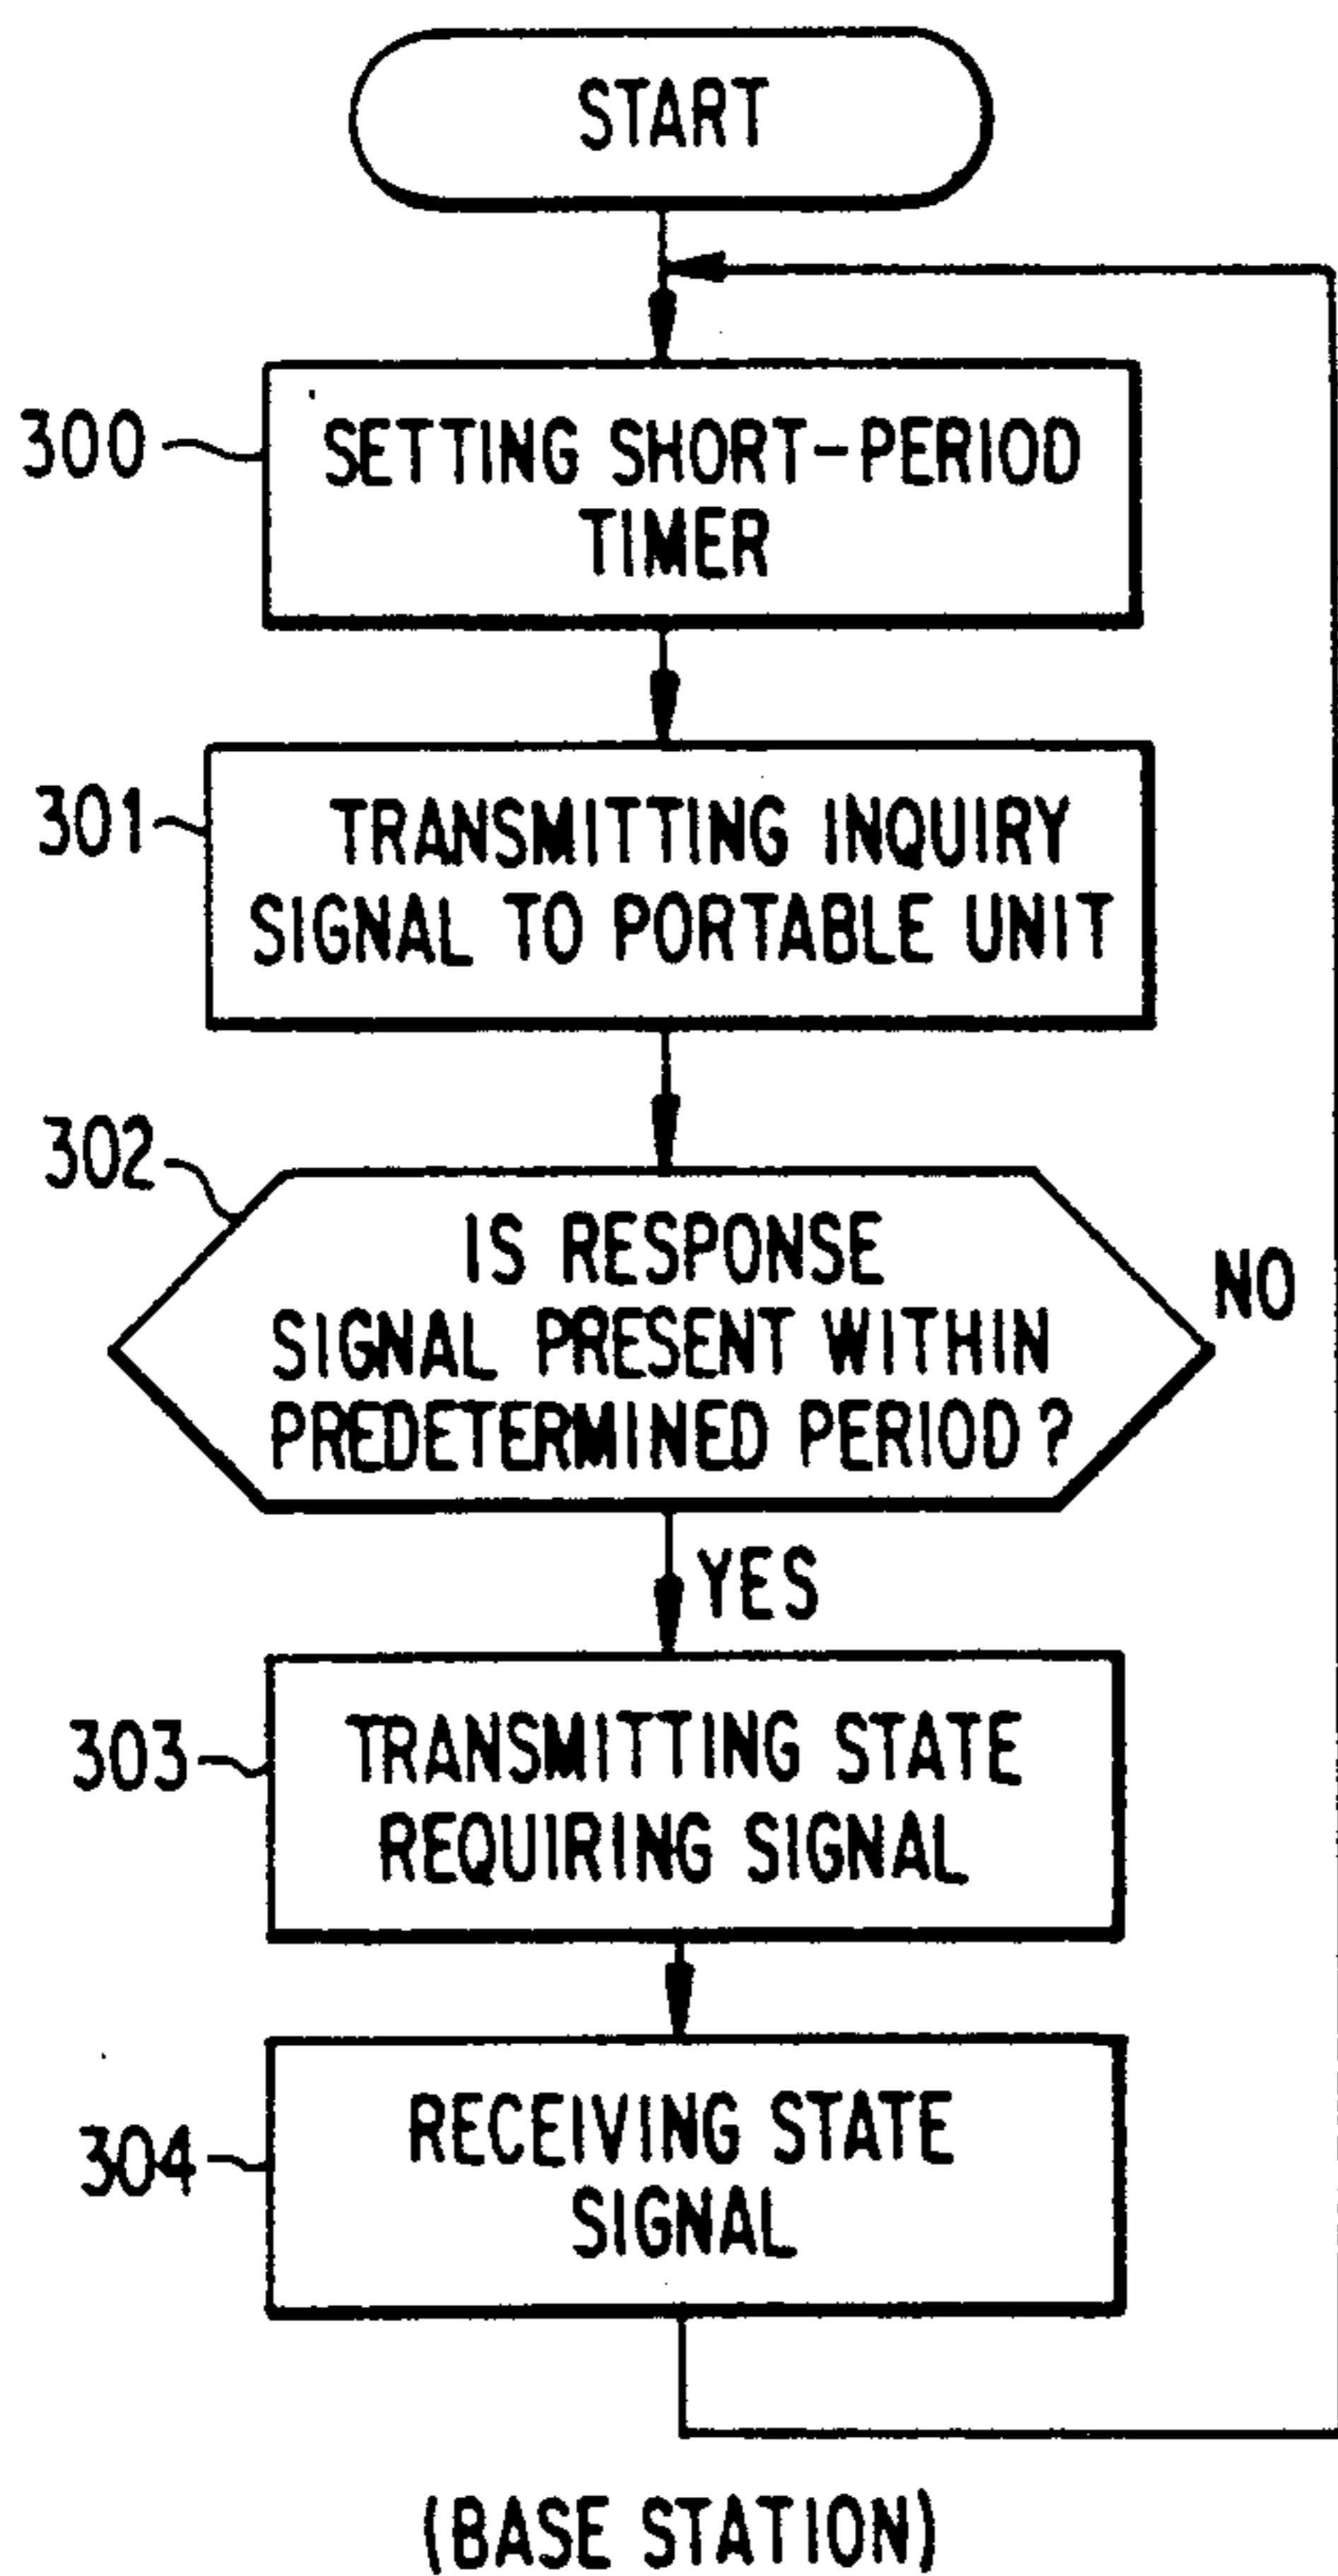 START
300
SETTING SHORT-PERIOD
TIMER
301
TRANSMITTING INQUIRY
SIGNAL TO PORTABLE UNIT
302
IS RESPONSE
SIGNAL PRESENT WITHIN
PREDETERMINED PERIOD?
NO
YES
303
TRANSMITTING STATE
REQUIRING SIGNAL
304
RECEIVING STATE
SIGNAL
(BASE STATION)